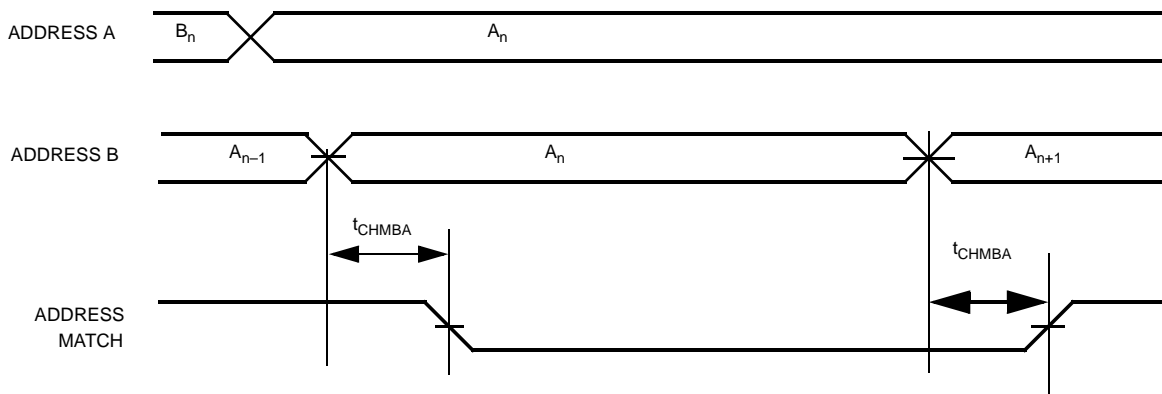 ADDRESS A
Bn
An
ADDRESS B
An–1
An
An+1
tCHMBA
tCHMBA
ADDRESS
MATCH